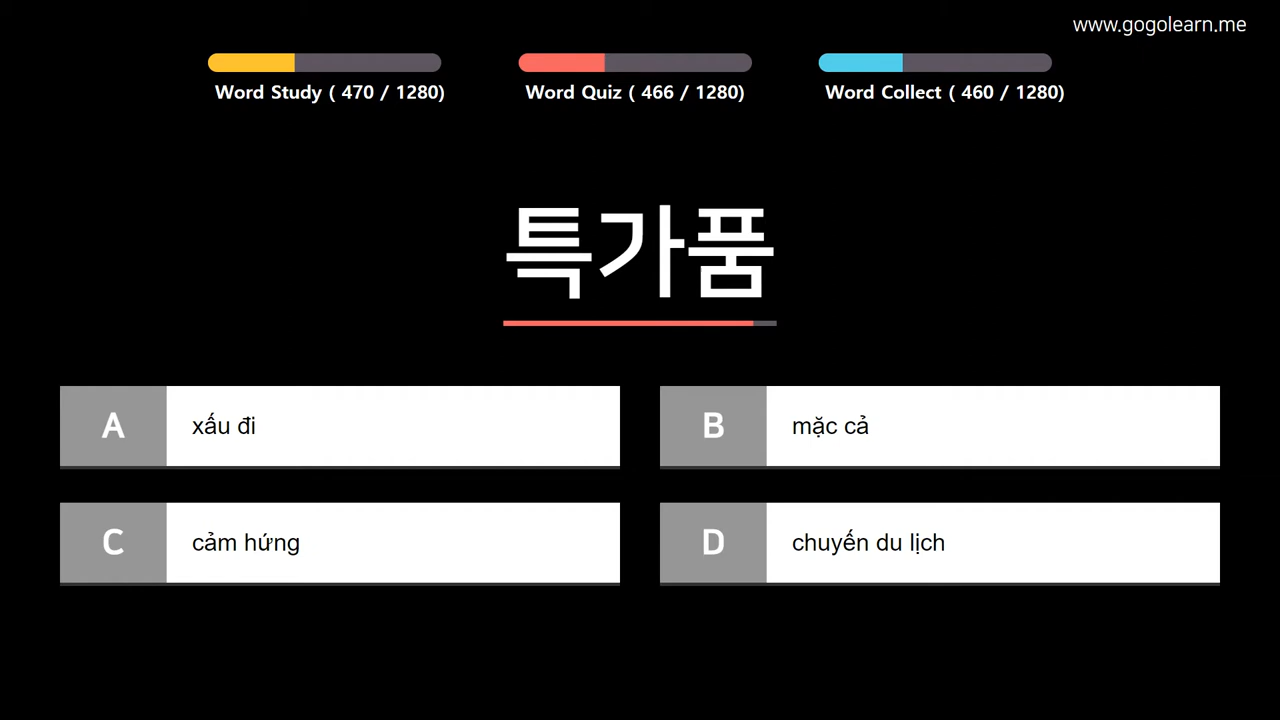 www.gogolearn.me
Word Study ( 470 / 1280)
Word Quiz ( 466 / 1280)
Word Collect ( 460 / 1280)
특가품
A xấu đi
B mặc cả
C cảm hứng
D chuyến du lịch